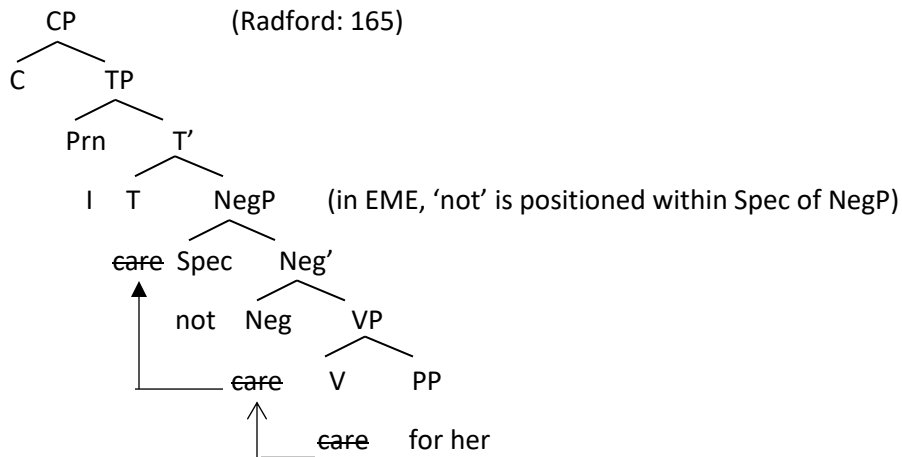 CP (Radford: 165)
C TP
Prn T’
I T NegP (in EME, ‘not’ is positioned within Spec of NegP)
care Spec Neg’
not Neg VP
care V PP
care for her